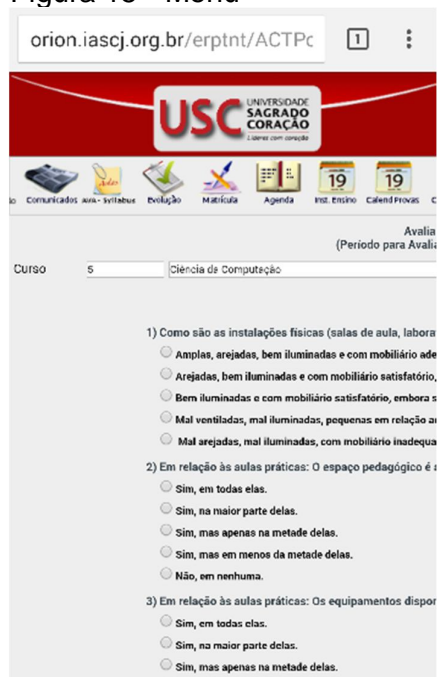 Figura 18 - Menu
orion.iascj.org.br/erptnt/ACTPc
1
USC UNIVERSIDADE SAGRADO CORAÇÃO
Líderes com coração
19 19
Comunicados AVA - Syllabus Evolução Matrícula Agenda Inst. Ensino Calend Provas C
Avalia
(Período para Avalia
Curso 5 Ciência da Computação
1) Como são as instalações físicas (salas de aula, labora
Amplas, arejadas, bem iluminadas e com mobiliário ade
Arejadas, bem iluminadas e com mobiliário satisfatório,
Bem iluminadas e com mobiliário satisfatório, embora s
Mal ventiladas, mal iluminadas, pequenas em relação a
Mal arejadas, mal iluminadas, com mobiliário inadequa
2) Em relação às aulas práticas: O espaço pedagógico é
Sim, em todas elas.
Sim, na maior parte delas.
Sim, mas apenas na metade delas.
Sim, mas em menos da metade delas.
Não, em nenhuma.
3) Em relação às aulas práticas: Os equipamentos dispor
Sim, em todas elas.
Sim, na maior parte delas.
Sim, mas apenas na metade delas.